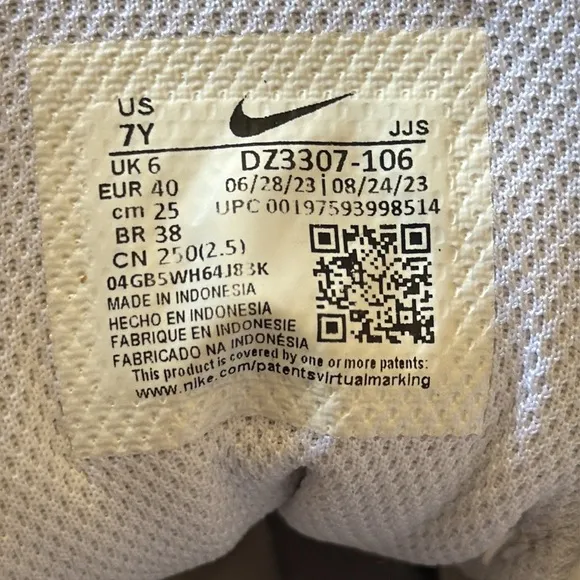 US
7Y
JJS
UK 6
DZ3307-106
EUR 40
06/28/23 | 08/24/23
cm 25
UPC 00197593998514
BR 38
CN 250(2.5)
04GB5WH64J83K
MADE IN INDONESIA
HECHO EN INDONESIA
FABRIQUE EN INDONESIE
FABRICADO NA INDONÉSIA
This product is covered by one or more patents:
www.nike.com/patentsvirtualmarking